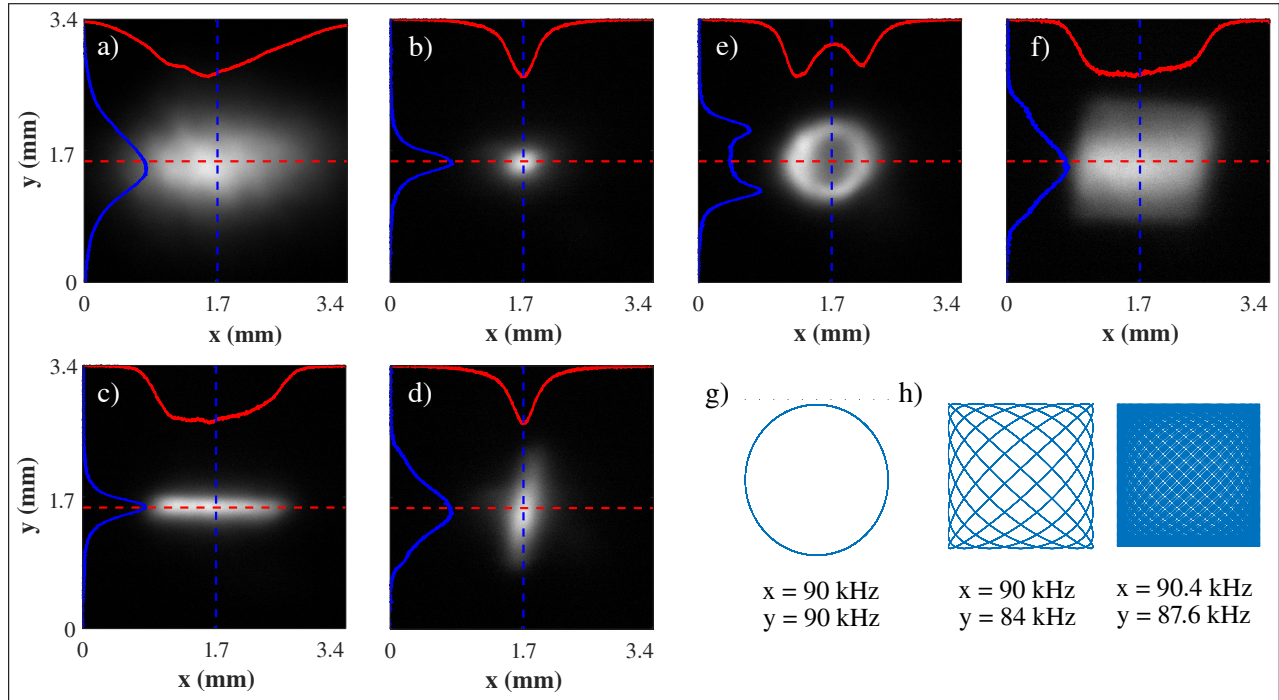 a)
b)
e)
f)
3.4
1.7
0
y (mm)
0 1.7 3.4
x (mm)
0 1.7 3.4
x (mm)
0 1.7 3.4
x (mm)
0 1.7 3.4
x (mm)
c)
d)
3.4
1.7
0
y (mm)
0 1.7 3.4
x (mm)
0 1.7 3.4
x (mm)
g)
h)
x = 90 kHz
y = 90 kHz
x = 90 kHz
y = 84 kHz
x = 90.4 kHz
y = 87.6 kHz